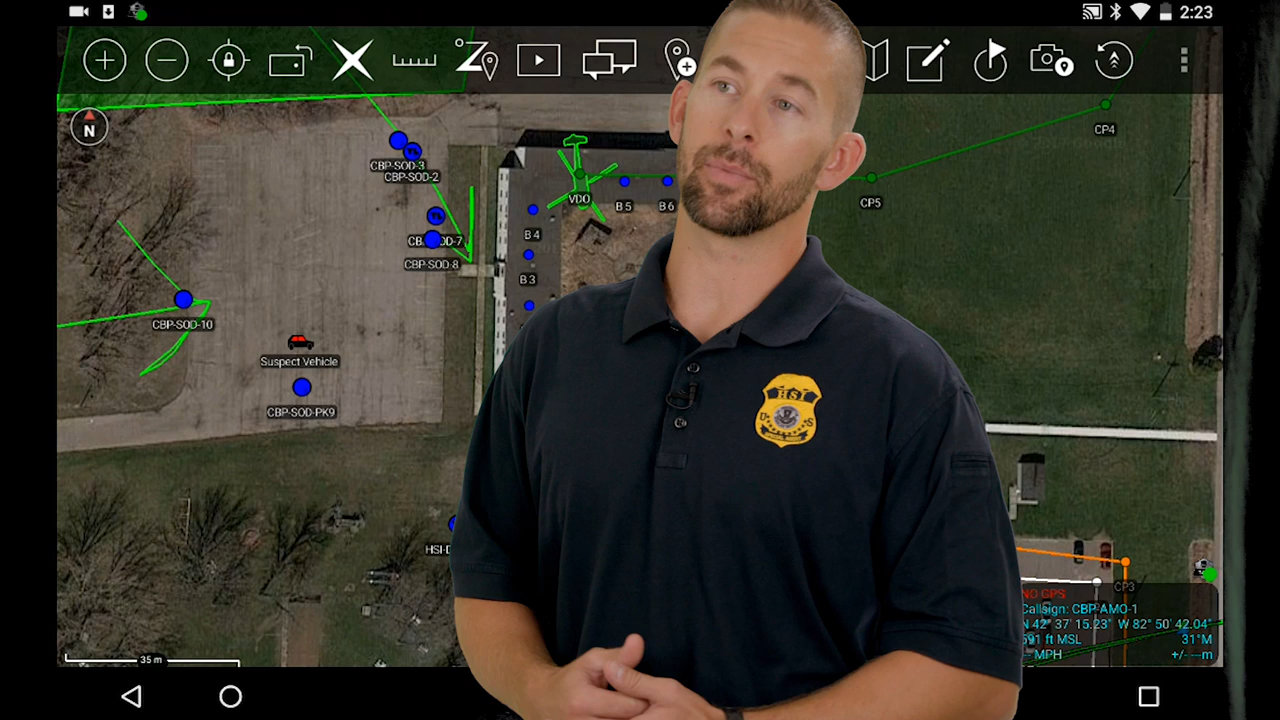 2:23
N
CBP-SOD-3
CBP-SOD-2
VDO
B 5
B 6
CP4
CP5
B 4
CBP-SOD-8
B 3
CBP-SOD-10
Suspect Vehicle
CBP-SOD-PK9
HSI
U S
CP3
NO GPS
Callsign: CBP-AMO-1
N 42° 37' 15.23" W 82° 50' 42.04"
591 ft MSL
31°M
-- MPH
+/- ---m
35 m